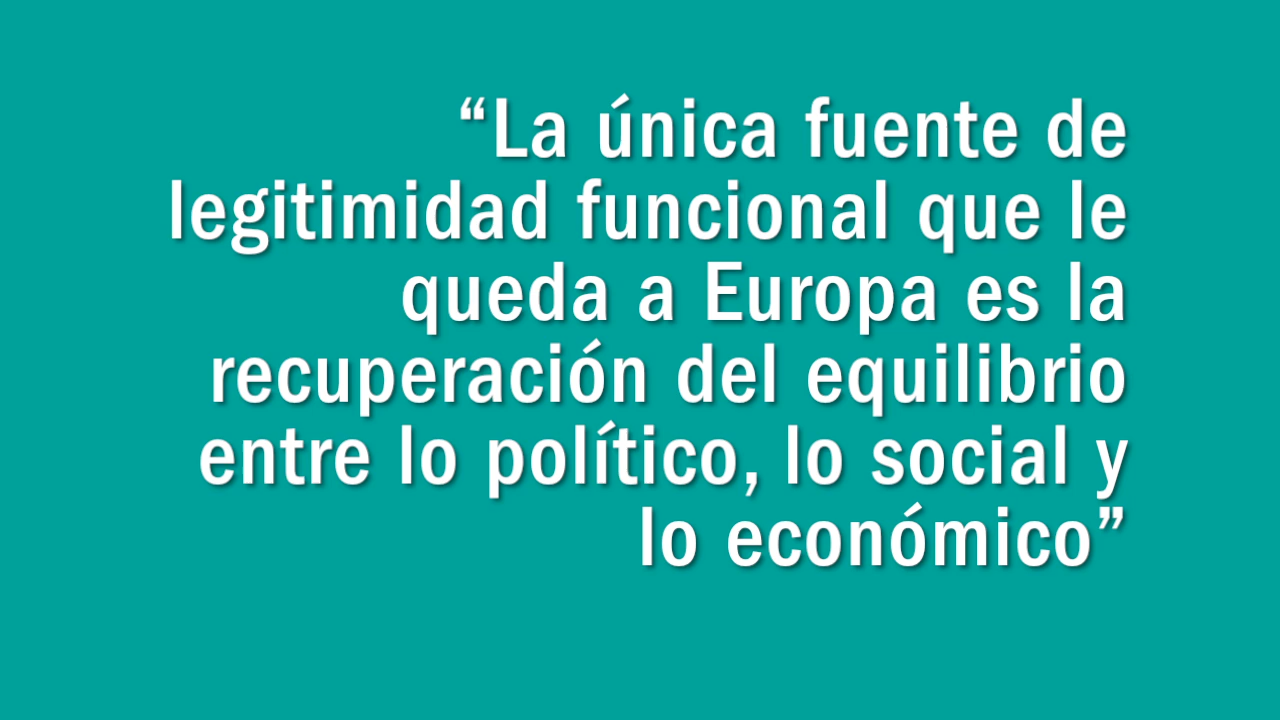 “La única fuente de
legitimidad funcional que le
queda a Europa es la
recuperación del equilibrio
entre lo político, lo social y
lo económico”